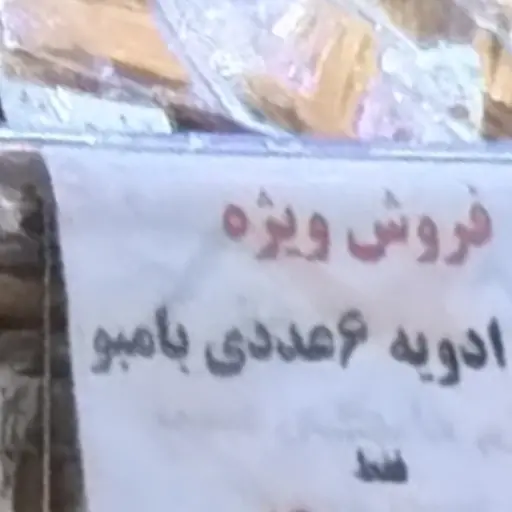 فروش ویژه
ادویه ۶عددی بامبو
فقط